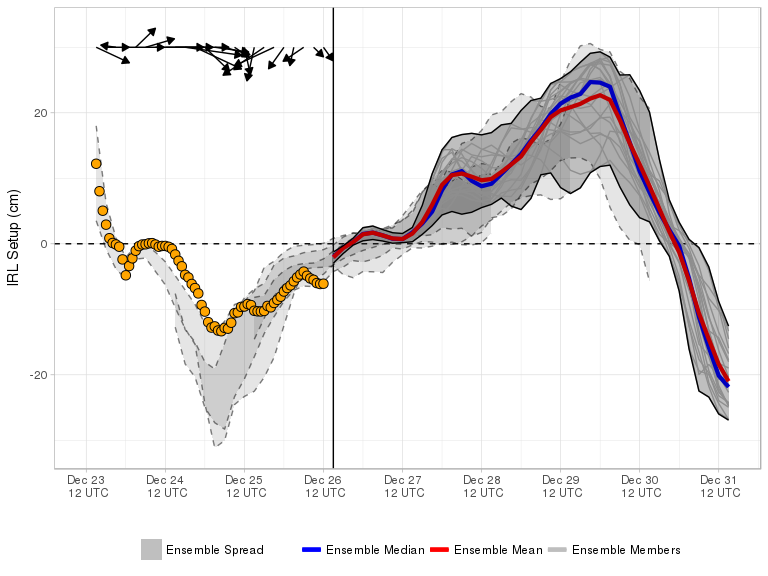 IRL Setup (cm)
20
0
-20
Dec 23 Dec 24 Dec 25 Dec 26 Dec 27 Dec 28 Dec 29 Dec 30 Dec 31
12 UTC 12 UTC 12 UTC 12 UTC 12 UTC 12 UTC 12 UTC 12 UTC 12 UTC
Ensemble Spread Ensemble Median Ensemble Mean Ensemble Members